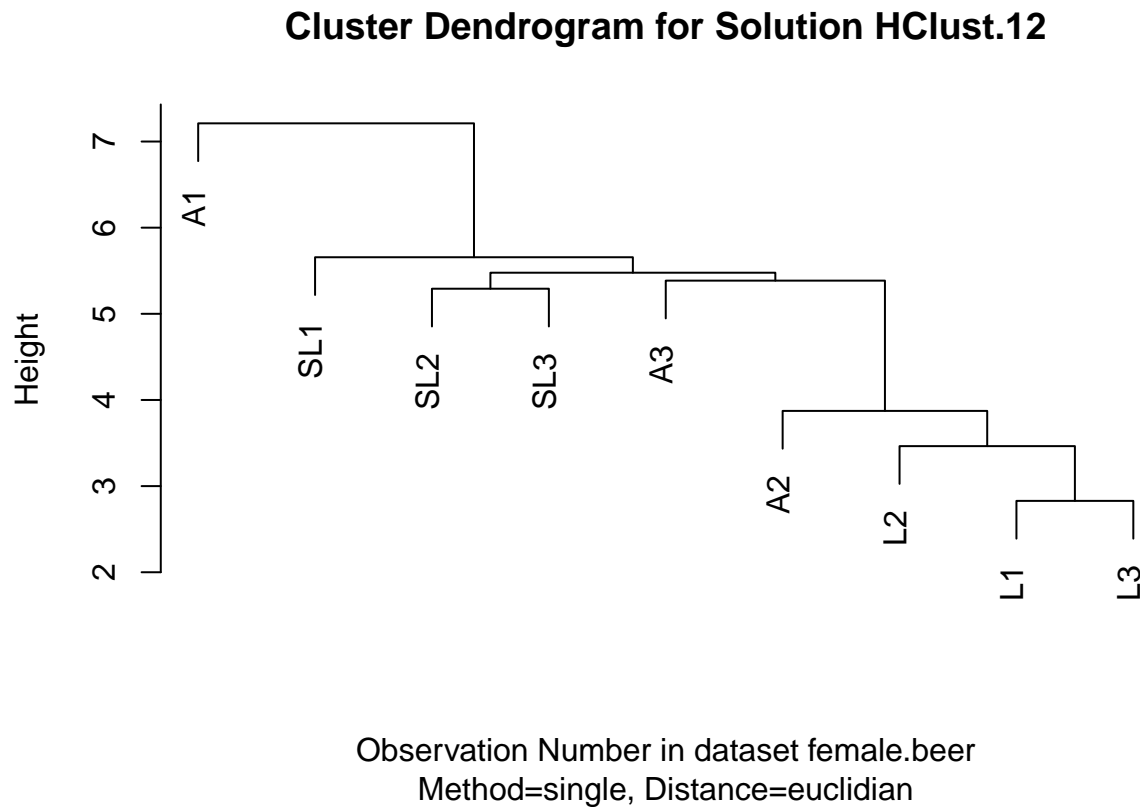 Cluster Dendrogram for Solution HClust.12
Height
7
6
5
4
3
2
A1
SL1
SL2
SL3
A3
A2
L2
L1
L3
Observation Number in dataset female.beer
Method=single, Distance=euclidian